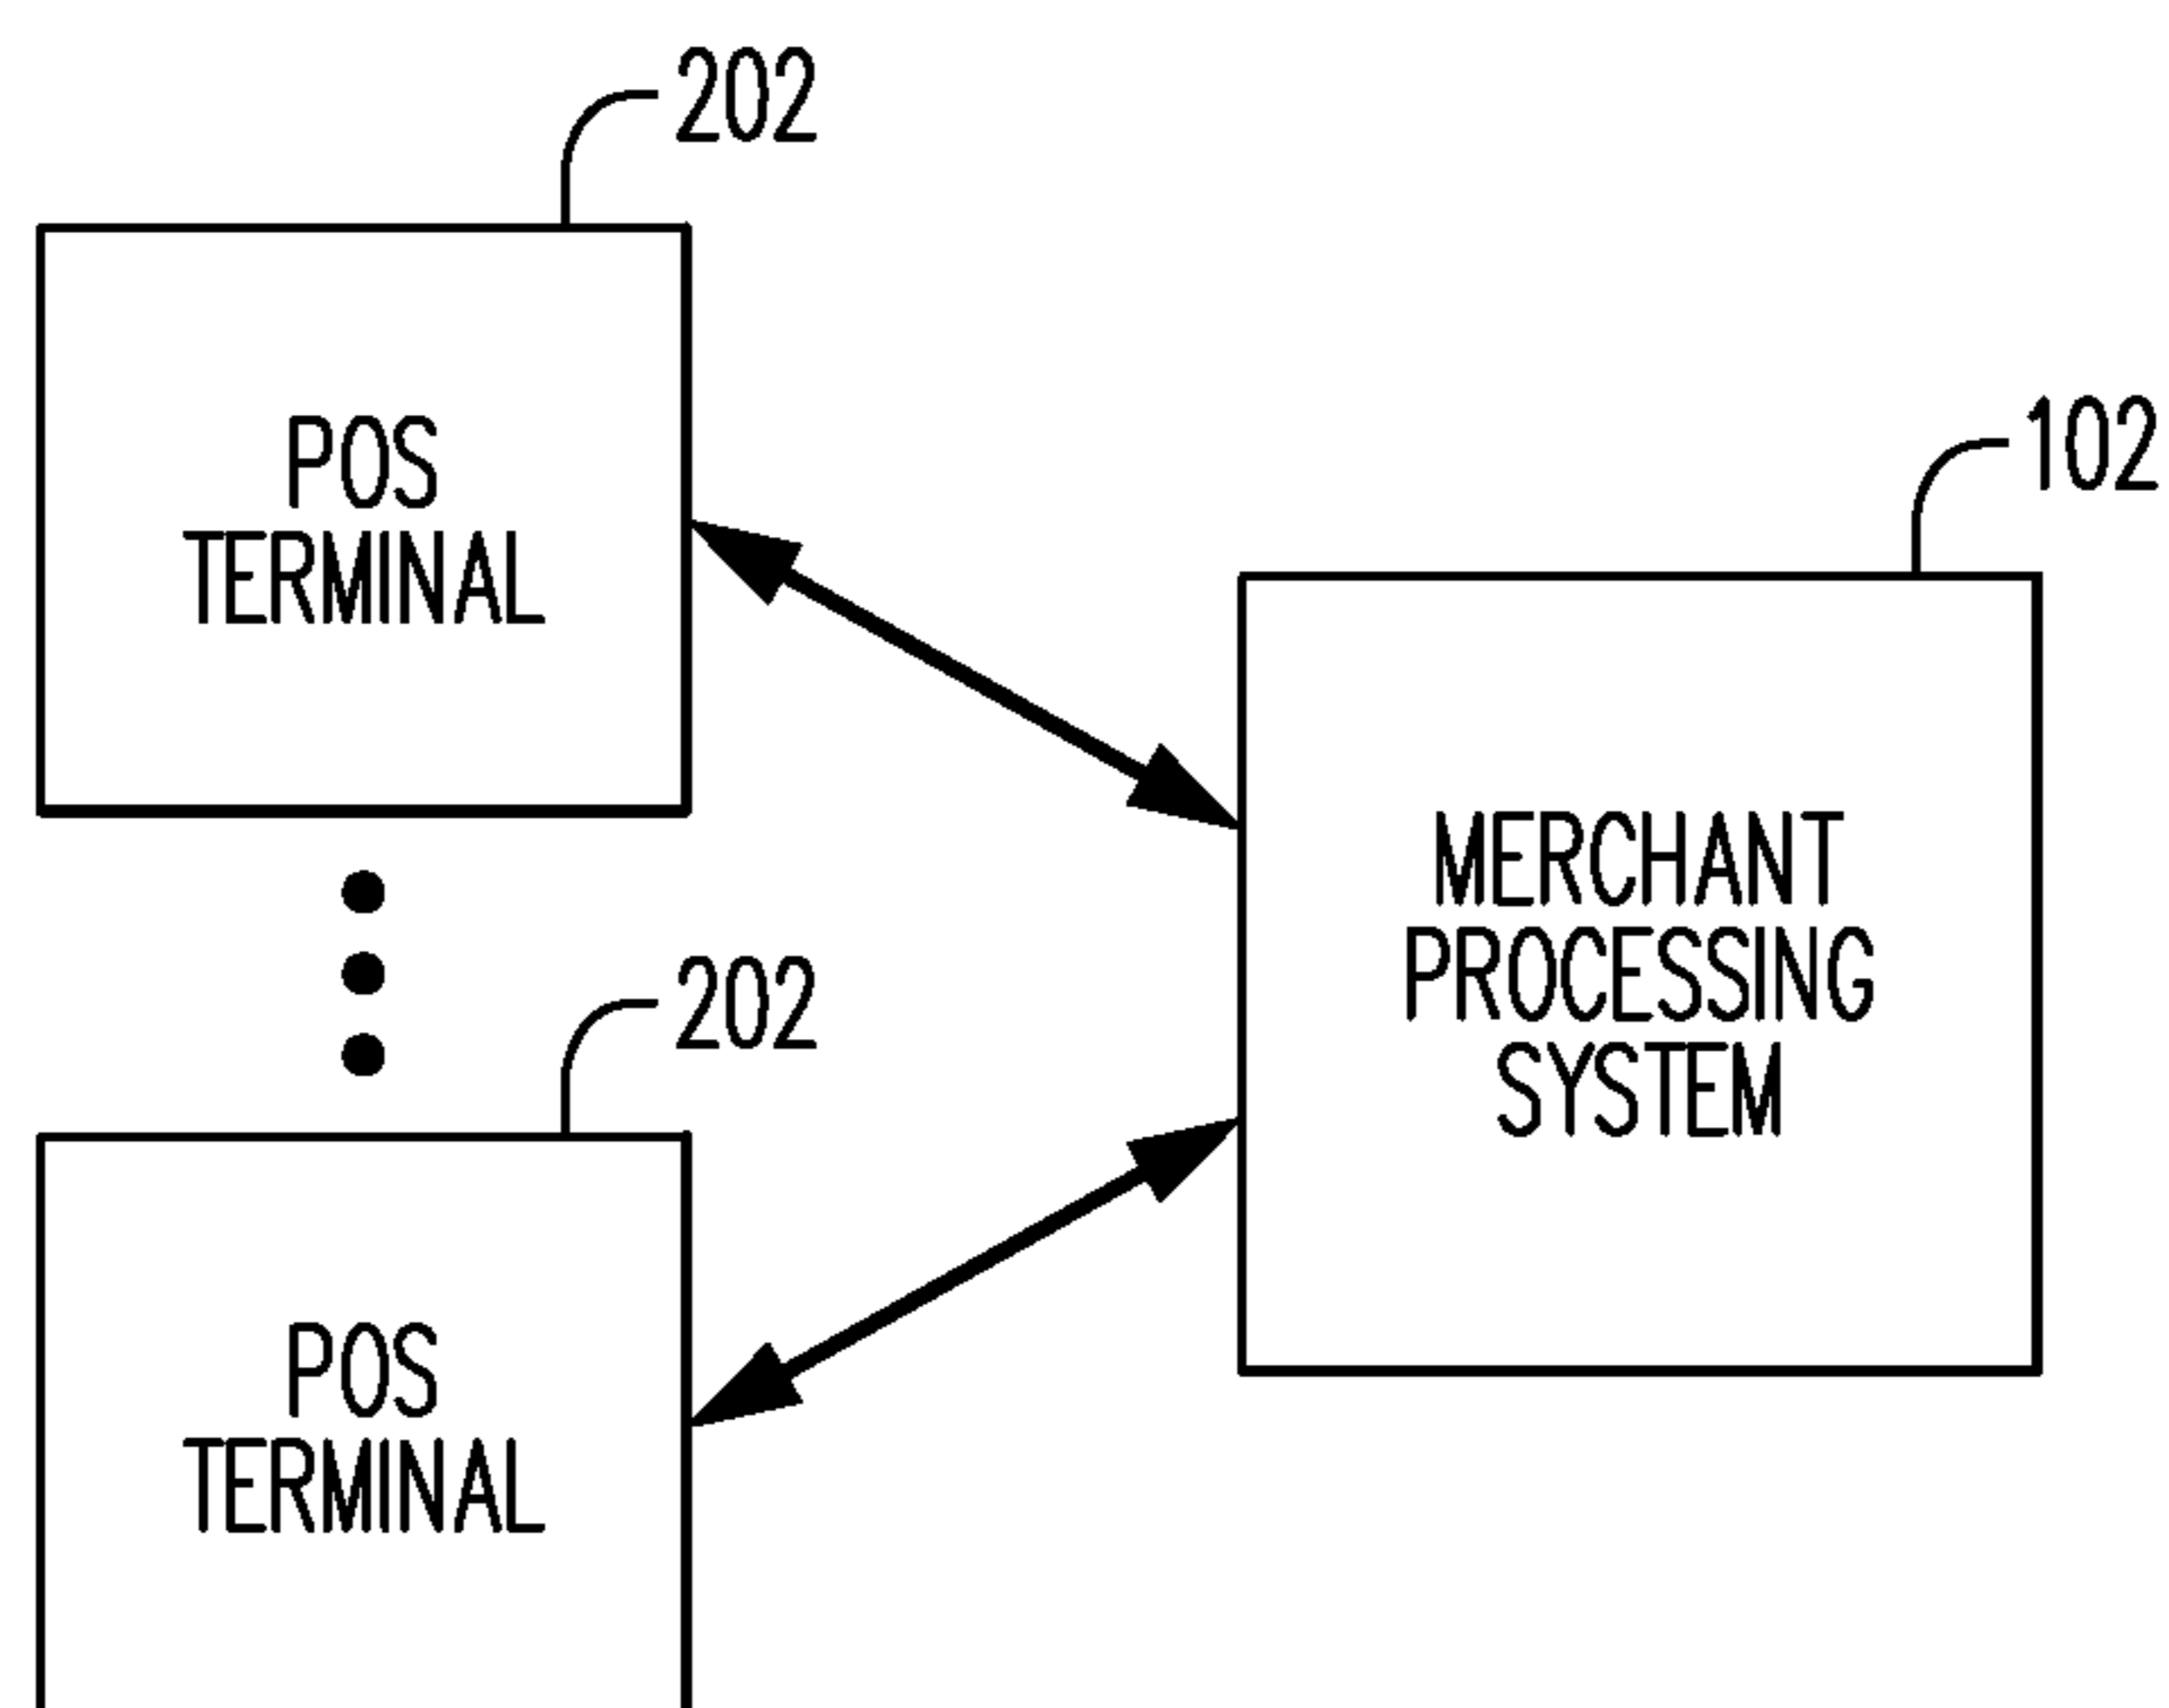 202
POS
TERMINAL
102
MERCHANT
PROCESSING
SYSTEM
202
POS
TERMINAL